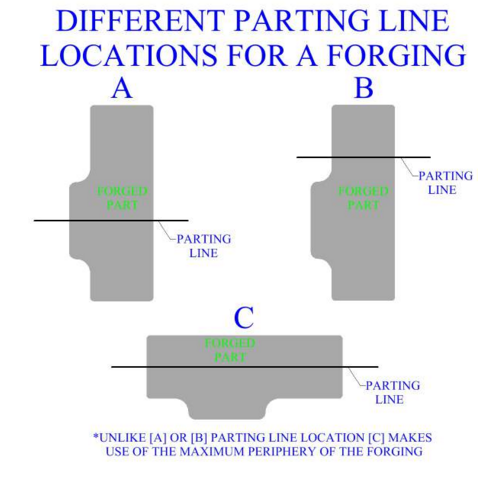 DIFFERENT PARTING LINE
LOCATIONS FOR A FORGING
A
B
FORGED
PART
PARTING
LINE
FORGED
PART
PARTING
LINE
C
FORGED
PART
PARTING
LINE
*UNLIKE [A] OR [B] PARTING LINE LOCATION [C] MAKES
USE OF THE MAXIMUM PERIPHERY OF THE FORGING